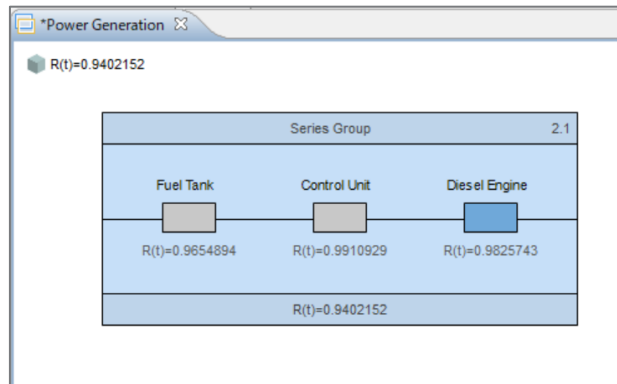 *Power Generation
R(t)=0.9402152
Series Group 2.1
Fuel Tank Control Unit Diesel Engine
R(t)=0.9654894 R(t)=0.9910929 R(t)=0.9825743
R(t)=0.9402152